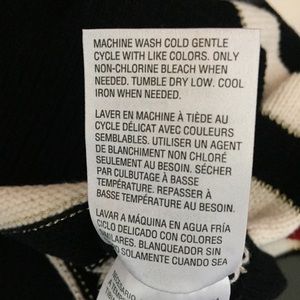 MACHINE WASH COLD GENTLE
CYCLE WITH LIKE COLORS. ONLY
NON-CHLORINE BLEACH WHEN
NEEDED. TUMBLE DRY LOW. COOL
IRON WHEN NEEDED.
LAVER EN MACHINE À TIÈDE AU
CYCLE DÉLICAT AVEC COULEURS
SEMBLABLES. UTILISER UN AGENT
DE BLANCHIMENT NON CHLORÉ
SEULEMENT AU BESOIN. SÉCHER
PAR CULBUTAGE À BASSE
TEMPÉRATURE. REPASSER À
BASSE TEMPÉRATURE.
LAVAR A MÁQUINA EN AGUA FRÍA
CICLO DELICADO CON COLORES
BLANQUEADOR SIN
SOLAMENTE CUANDO SEA
NECESARIO